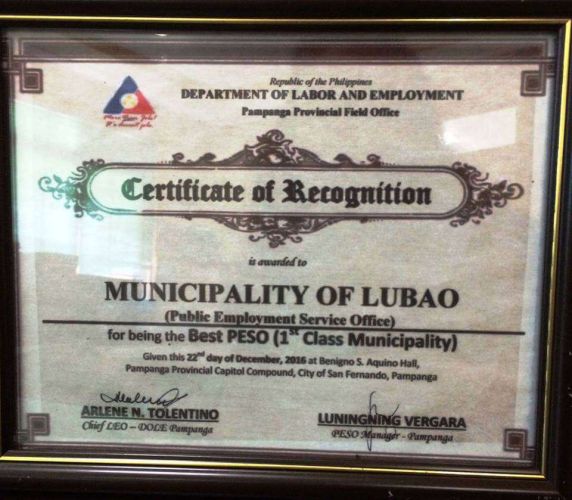 Republic of the Philippines
DEPARTMENT OF LABOR AND EMPLOYMENT
Pampanga Provincial Field Office
Certificate of Recognition
is awarded to
MUNICIPALITY OF LUBAO
(Public Employment Service Office)
for being the Best PESO (1st Class Municipality)
Given this 22nd day of December, 2016 at Benigno S. Aquino Hall,
Pampanga Provincial Capitol Compound, City of San Fernando, Pampanga
ARLENE N. TOLENTINO
Chief LEO – DOLE Pampanga
LUNINGNING VERGARA
PESO Manager - Pampanga